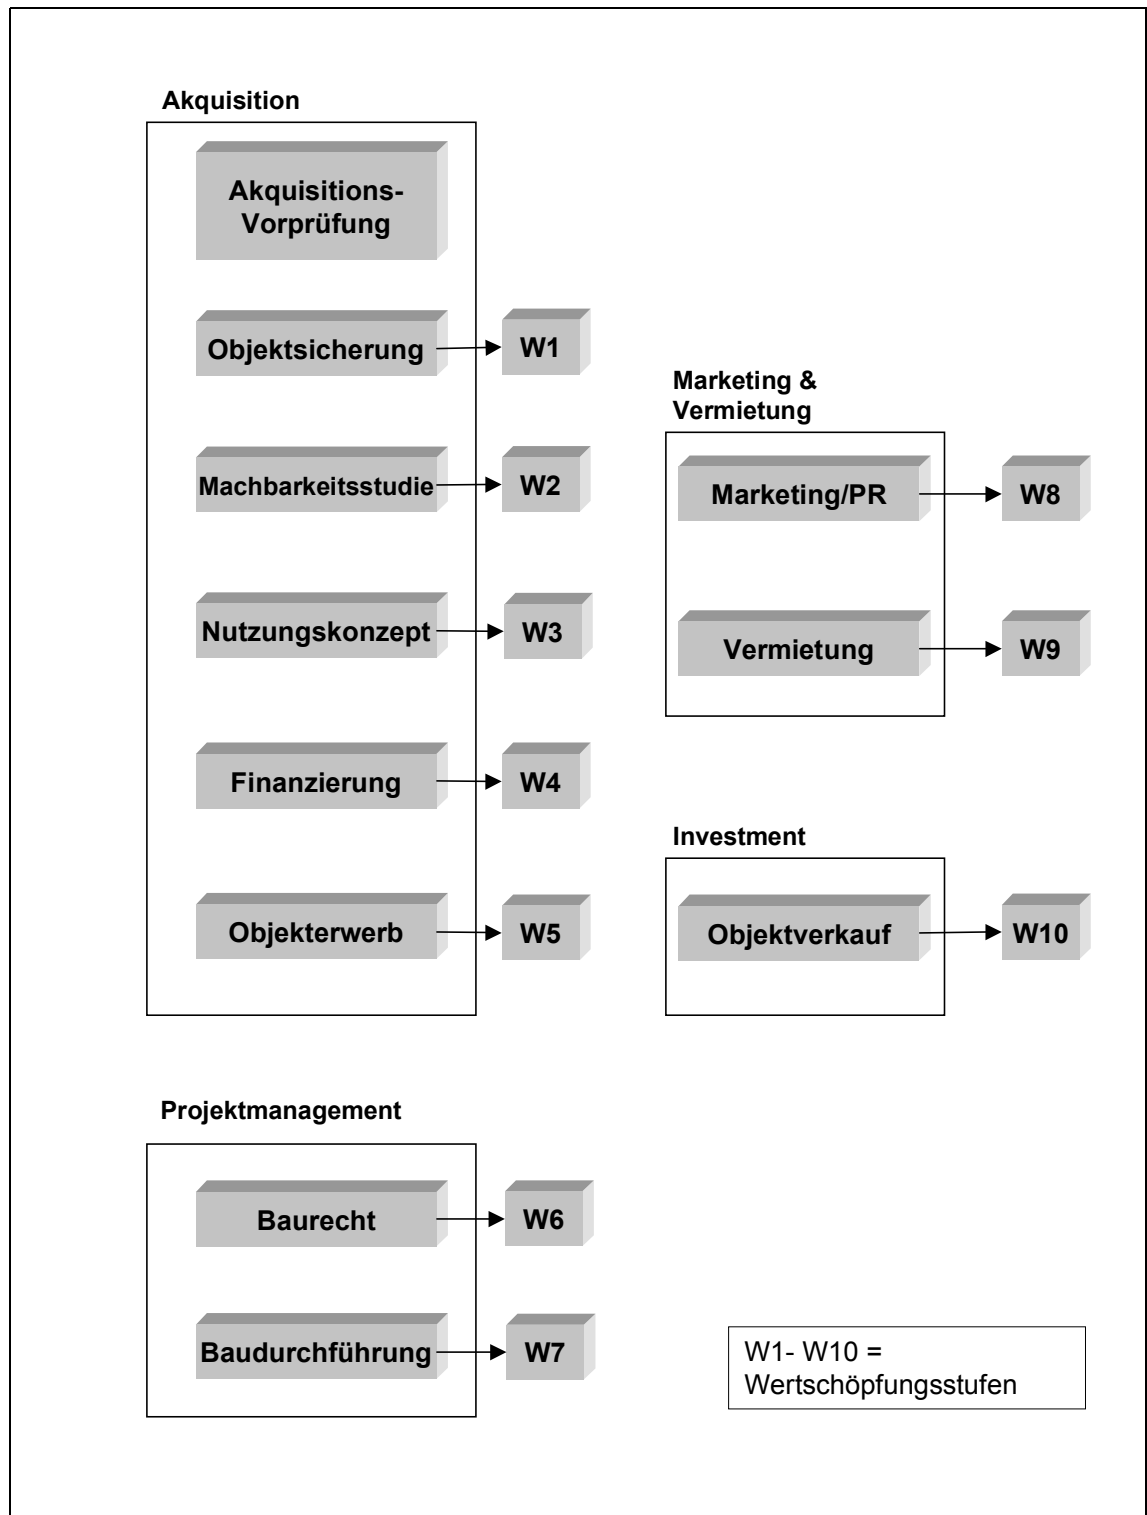 Akquisition
Akquisitions-
Vorprüfung
Objektsicherung
W1
Machbarkeitsstudie
W2
Nutzungskonzept
W3
Finanzierung
W4
Objekterwerb
W5
Projektmanagement
Baurecht
W6
Baudurchführung
W7
Marketing &
Vermietung
Marketing/PR
W8
Vermietung
W9
Investment
Objektverkauf
W10
W1- W10 =
Wertschöpfungsstufen